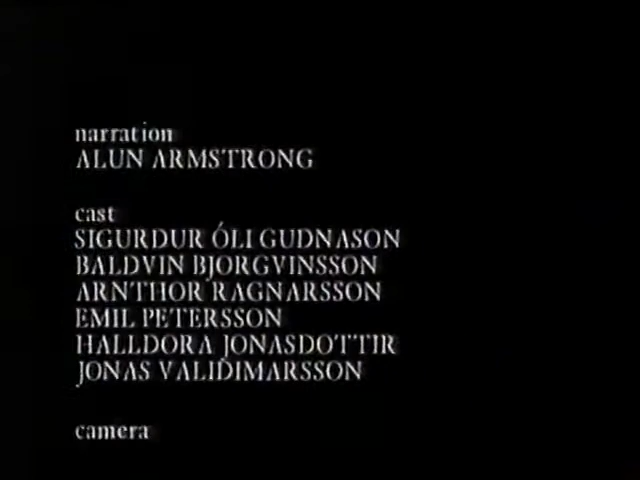 narration
ALUN ARMSTRONG
cast
SIGURDUR ÓLI GUDNASON
BALDVIN BJORGVINSSON
ARNTHOR RAGNARSSON
EMIL PETERSSON
HALLDORA JONASDOTTIR
JONAS VALIDIMARSSON
camera